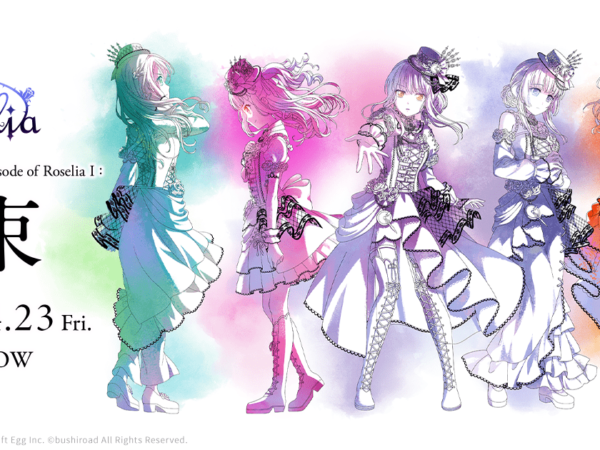 lia
sode of Roselia I :
束
.23 Fri.
OW
ft Egg Inc. ©bushiroad All Rights Reserved.